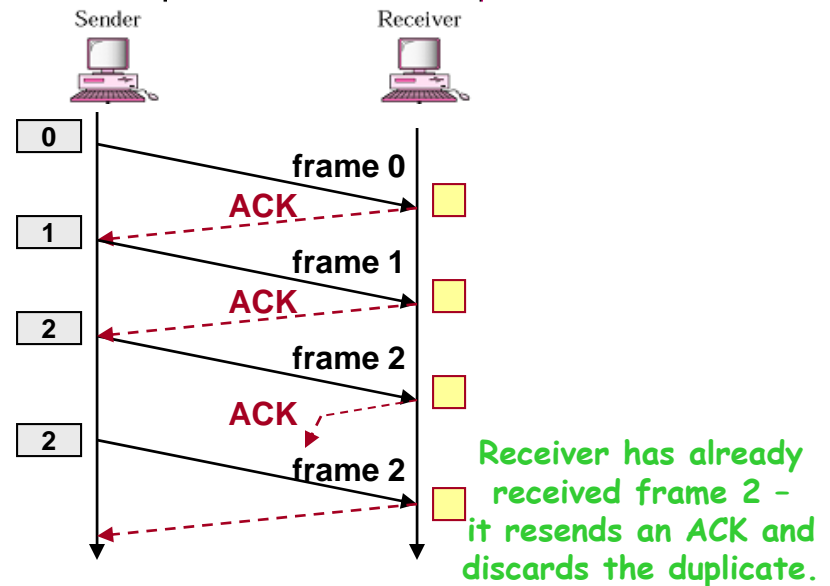 Sender
Receiver
0
frame 0
ACK
1
frame 1
ACK
2
frame 2
ACK
2
frame 2
Receiver has already
received frame 2 –
it resends an ACK and
discards the duplicate.